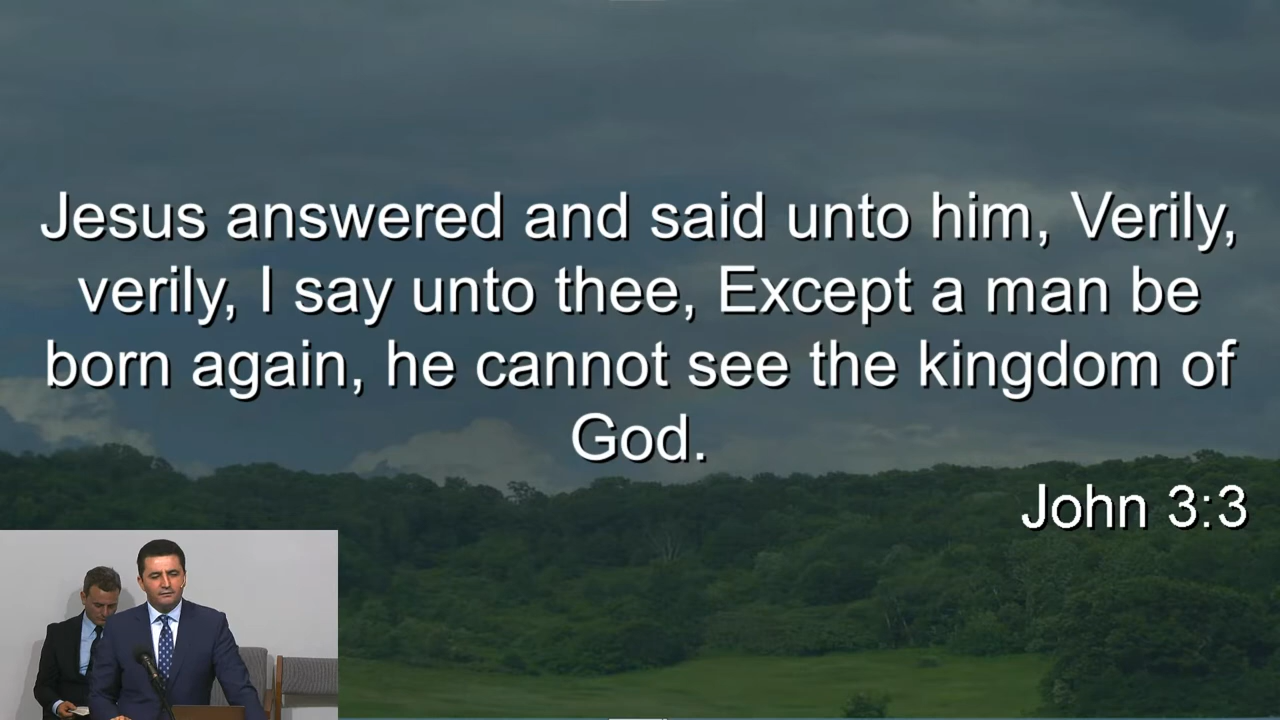 Jesus answered and said unto him, Verily,
verily, I say unto thee, Except a man be
born again, he cannot see the kingdom of
God.
John 3:3